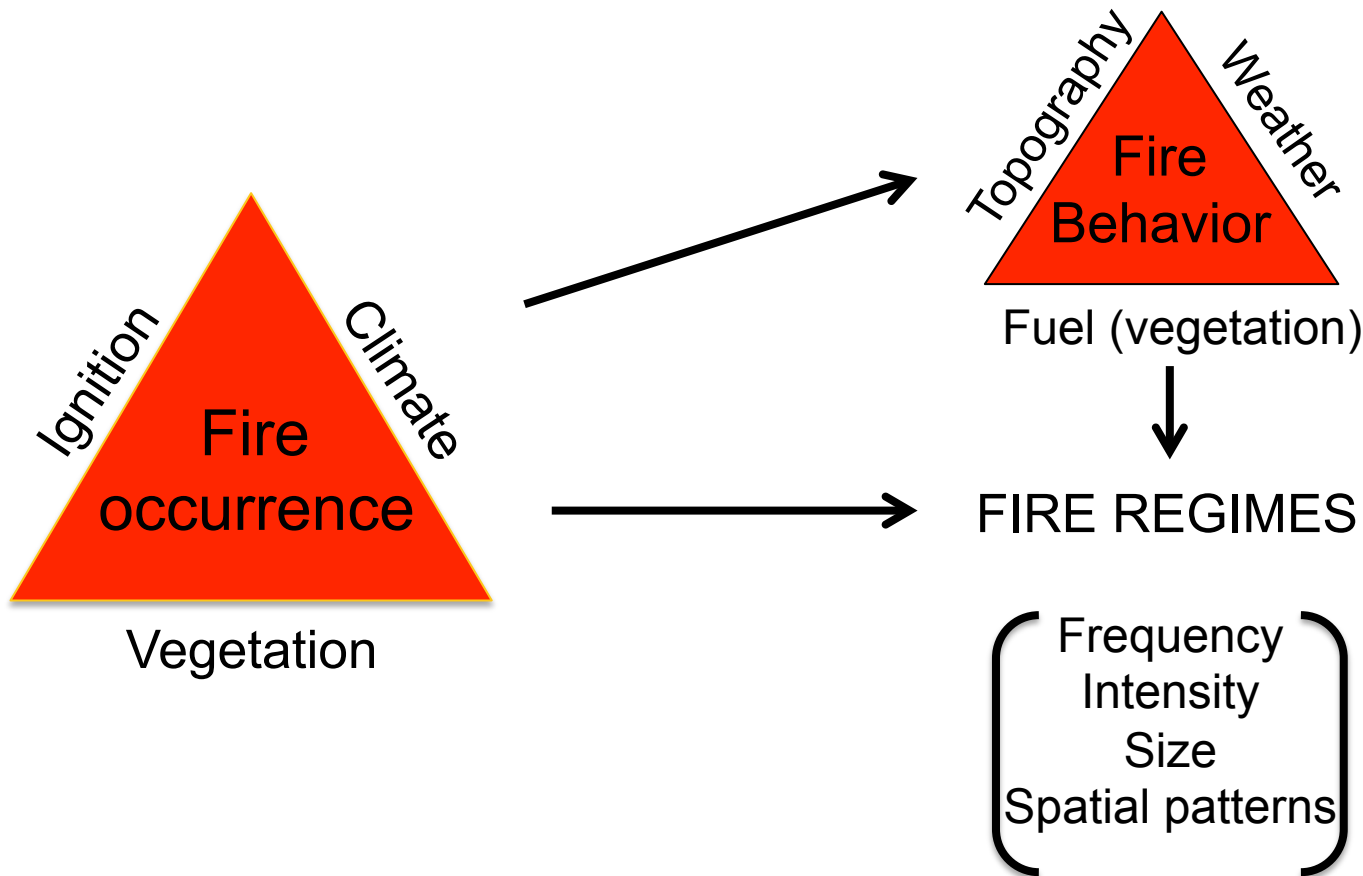 Ignition
Climate
Fire
occurrence
Vegetation
Topography
Weather
Fire
Behavior
Fuel (vegetation)
FIRE REGIMES
Frequency
Intensity
Size
Spatial patterns